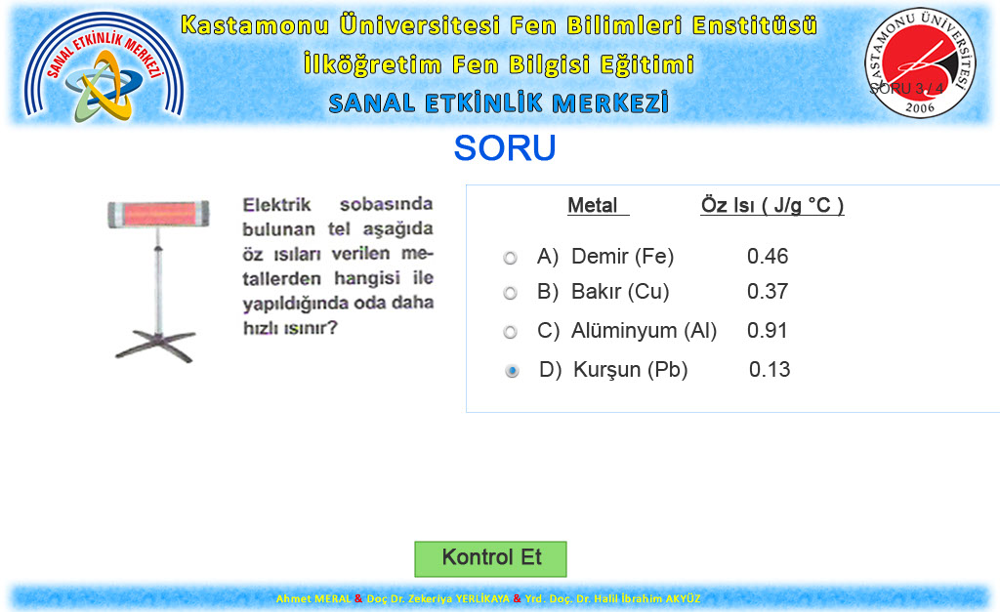 Kastamonu Üniversitesi Fen Bilimleri Enstitüsü
İlköğretim Fen Bilgisi Eğitimi
SANAL ETKİNLİK MERKEZİ
SANAL ETKİNLİK MERKEZİ
KASTAMONU ÜNİVERSİTESİ
2006
SORU 3 / 4
SORU
Elektrik sobasında
bulunan tel aşağıda
öz ısıları verilen me-
tallerden hangisi ile
yapıldığında oda daha
hızlı ısınır?
Metal Öz Isı ( J/g °C )
A) Demir (Fe) 0.46
B) Bakır (Cu) 0.37
C) Alüminyum (Al) 0.91
D) Kurşun (Pb) 0.13
Kontrol Et
Ahmet MERAL & Doç Dr. Zekeriya YERLİKAYA & Yrd. Doç. Dr. Halil İbrahim AKYÜZ